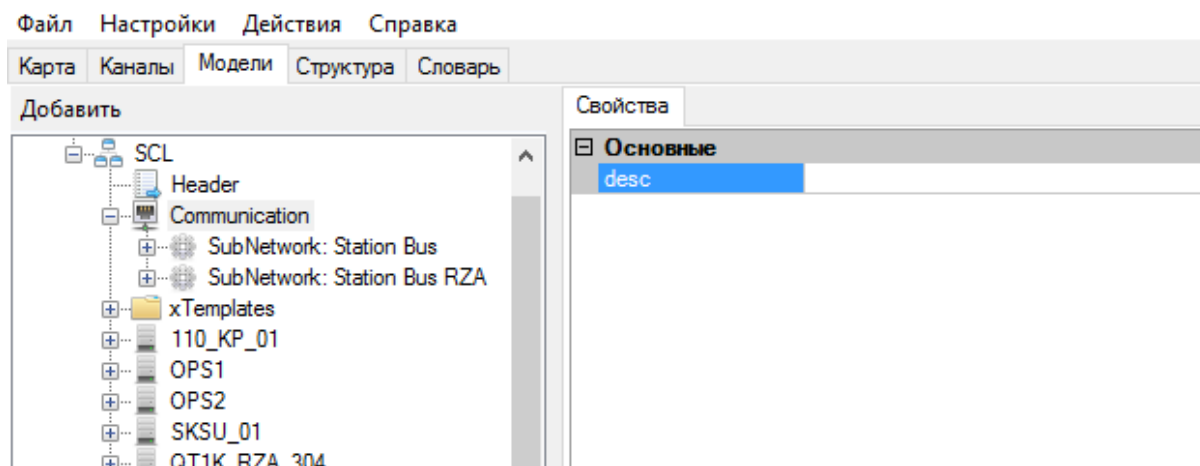 Файл Настройки Действия Справка
Карта Каналы Модели Структура Словарь
Добавить
Свойства
SCL
Основные
Header
desc
Communication
SubNetwork: Station Bus
SubNetwork: Station Bus RZA
xTemplates
110_KP_01
OPS1
OPS2
SKSU_01
QT1K_RZA_304